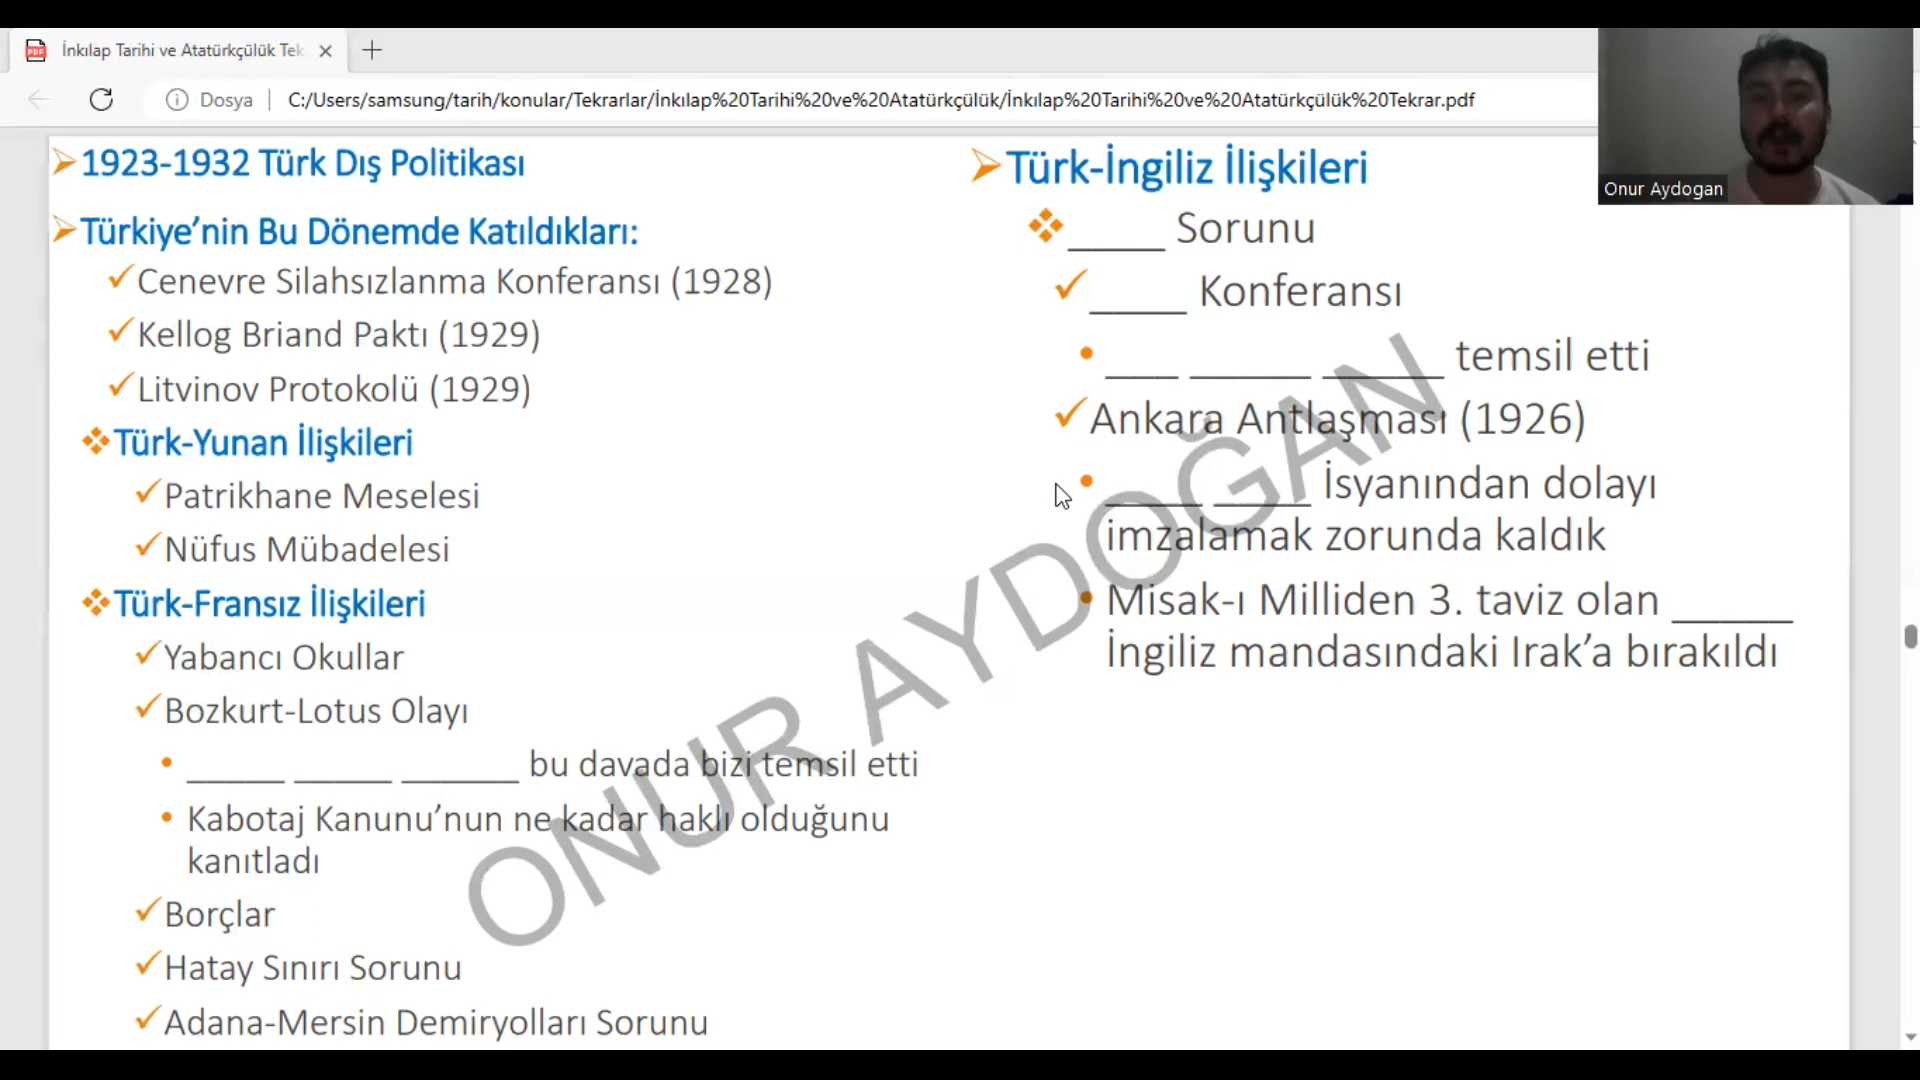 İnkılap Tarihi ve Atatürkçülük Tek
Dosya
C:/Users/samsung/tarih/konular/Tekrarlar/İnkılap%20Tarihi%20ve%20Atatürkçülük/İnkılap%20Tarihi%20ve%20Atatürkçülük%20Tekrar.pdf
Onur Aydogan
1923-1932 Türk Dış Politikası
Türkiye’nin Bu Dönemde Katıldıkları:
Cenevre Silahsızlanma Konferansı (1928)
Kellog Briand Paktı (1929)
Litvinov Protokolü (1929)
Türk-Yunan İlişkileri
Patrikhane Meselesi
Nüfus Mübadelesi
Türk-Fransız İlişkileri
Yabancı Okullar
Bozkurt-Lotus Olayı
_____ _____ ______ bu davada bizi temsil etti
Kabotaj Kanunu’nun ne kadar haklı olduğunu
kanıtladı
Borçlar
Hatay Sınırı Sorunu
Adana-Mersin Demiryolları Sorunu
Türk-İngiliz İlişkileri
____ Sorunu
____ Konferansı
___ _____ _____ temsil etti
Ankara Antlaşması (1926)
____ ____ İsyanından dolayı
imzalamak zorunda kaldık
Misak-ı Milliden 3. taviz olan _____
İngiliz mandasındaki Irak’a bırakıldı
ONUR AYDOĞAN